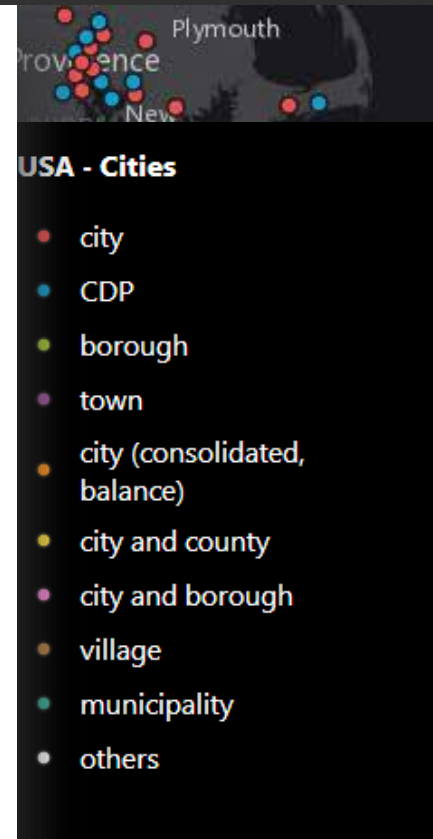 Plymouth
rovidence
New
USA - Cities
city
CDP
borough
town
city (consolidated,
balance)
city and county
city and borough
village
municipality
others